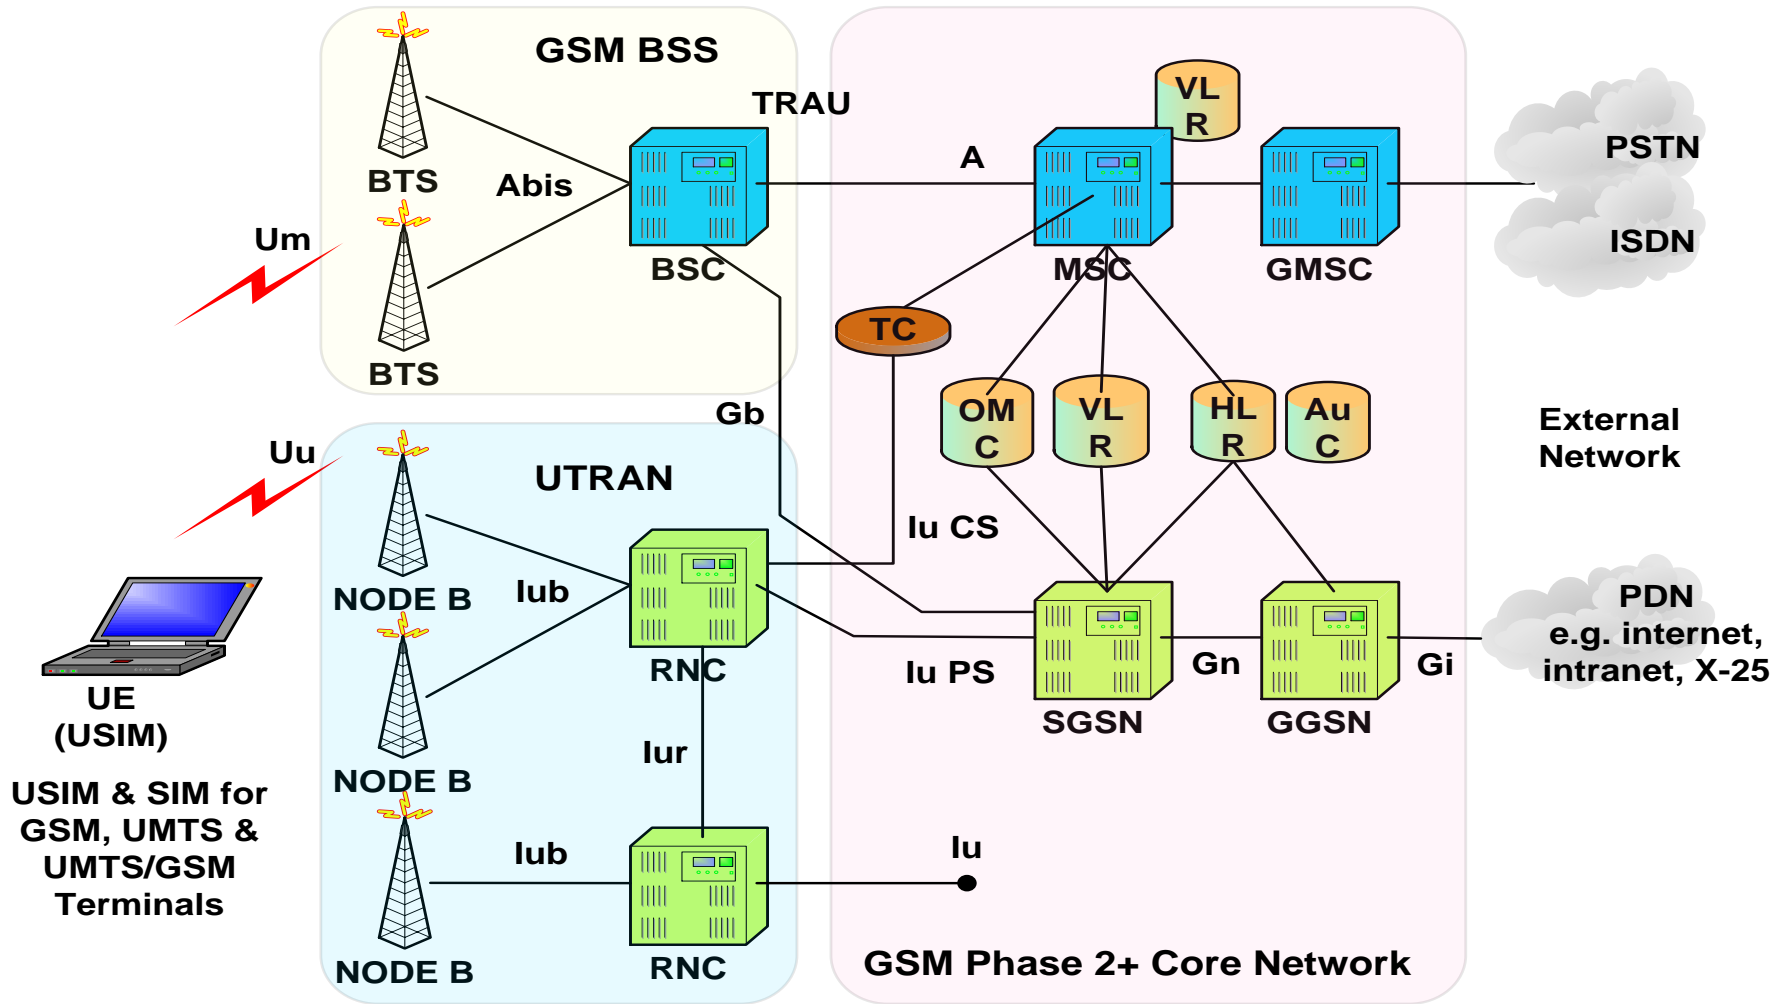 GSM BSS
TRAU
VL
R
PSTN
A
BTS
Abis
Um
BSC
MSC
GMSC
ISDN
TC
BTS
Gb
OM
C
VL
R
HL
R
Au
C
External
Network
Uu
UTRAN
Iu CS
NODE B
Iub
RNC
Iu PS
SGSN
Gn
GGSN
Gi
PDN
e.g. internet,
intranet, X-25
UE
(USIM)
NODE B
Iur
USIM & SIM for
GSM, UMTS &
UMTS/GSM
Terminals
Iub
Iu
NODE B
RNC
GSM Phase 2+ Core Network